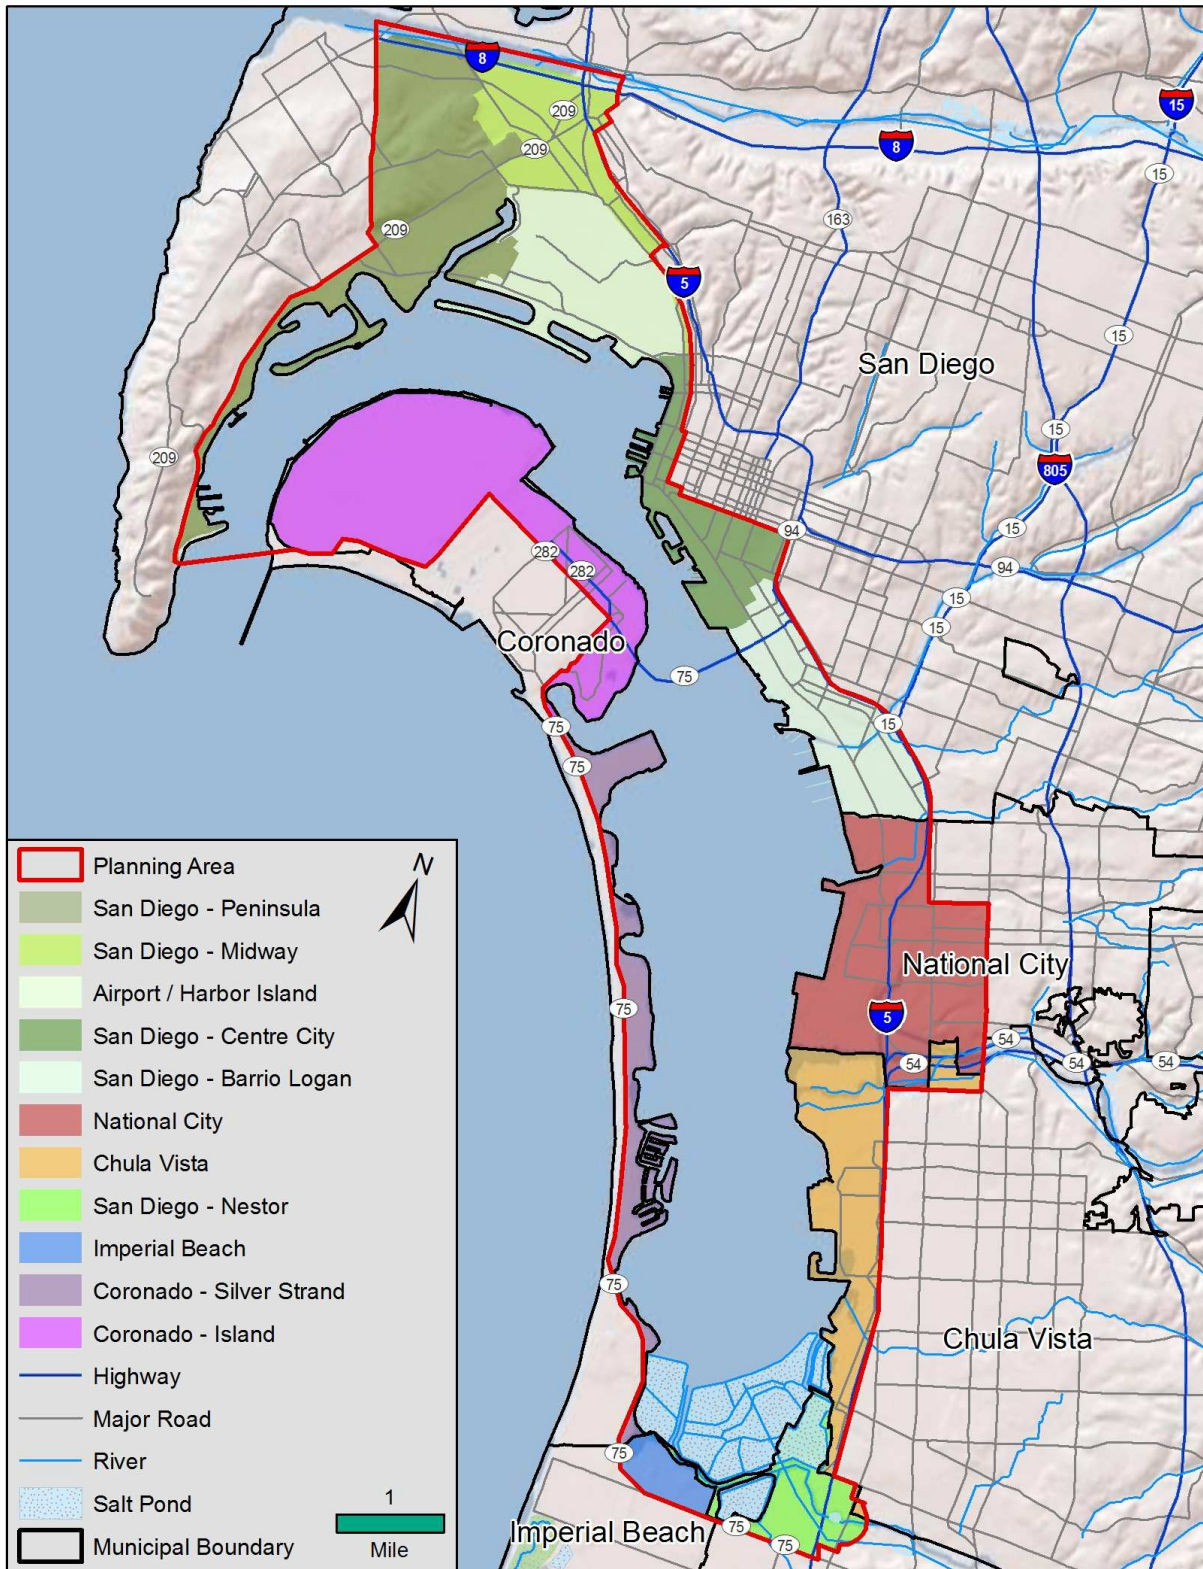 8
209
15
209
8
15
163
209
5
15
San Diego
15
209
805
94
15
282
94
282
15
15
Coronado
75
15
75
75
National City
75
5
54
54
54
54
75
Chula Vista
75
Imperial Beach
75
75
Planning Area
N
San Diego - Peninsula
San Diego - Midway
Airport / Harbor Island
San Diego - Centre City
San Diego - Barrio Logan
National City
Chula Vista
San Diego - Nestor
Imperial Beach
Coronado - Silver Strand
Coronado - Island
Highway
Major Road
River
Salt Pond
1
Mile
Municipal Boundary